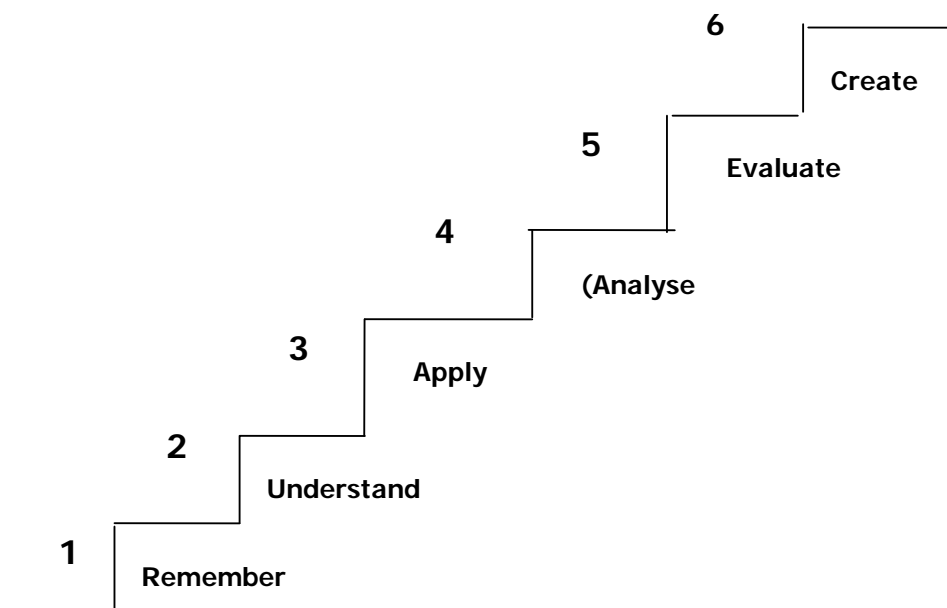 6
Create
5
Evaluate
4
(Analyse
3
Apply
2
Understand
1
Remember